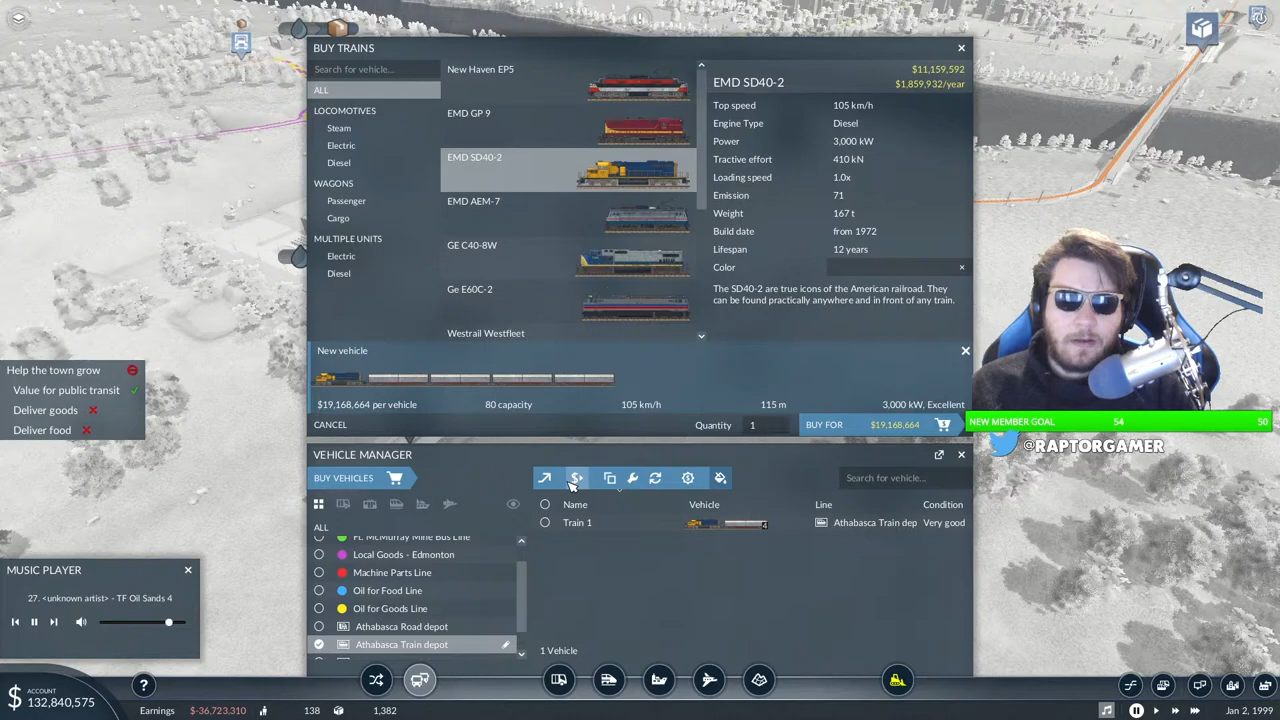 BUY TRAINS
Search for vehicle...
ALL
LOCOMOTIVES
Steam
Electric
Diesel
WAGONS
Passenger
Cargo
MULTIPLE UNITS
Electric
Diesel
New Haven EP5
EMD GP 9
EMD SD40-2
EMD AEM-7
GE C40-8W
Ge E60C-2
Westrail Westfleet
$11,159,592
EMD SD40-2
$1,859,932/year
Top speed 105 km/h
Engine Type Diesel
Power 3,000 kW
Tractive effort 410 kN
Loading speed 1.0x
Emission 71
Weight 167 t
Build date from 1972
Lifespan 12 years
Color
The SD40-2 are true icons of the American railroad. They
can be found practically anywhere and in front of any train.
New vehicle
$19,168,664 per vehicle 80 capacity 105 km/h 115 m 3,000 kW, Excellent
CANCEL Quantity 1 BUY FOR $19,168,664
Help the town grow
Value for public transit
Deliver goods
Deliver food
NEW MEMBER GOAL 54 50
@RAPTORGAMER
VEHICLE MANAGER
BUY VEHICLES
Search for vehicle...
ALL
Ft. McMurray Mine Bus Line
Local Goods - Edmonton
Machine Parts Line
Oil for Food Line
Oil for Goods Line
Athabasca Road depot
Athabasca Train depot
Name Vehicle Line Condition
Train 1 4 Athabasca Train dep Very good
1 Vehicle
MUSIC PLAYER
27. <unknown artist> - TF Oil Sands 4
$ ACCOUNT
132,840,575
?
Earnings $-36,723,310 138 1,382
Jan 2, 1999